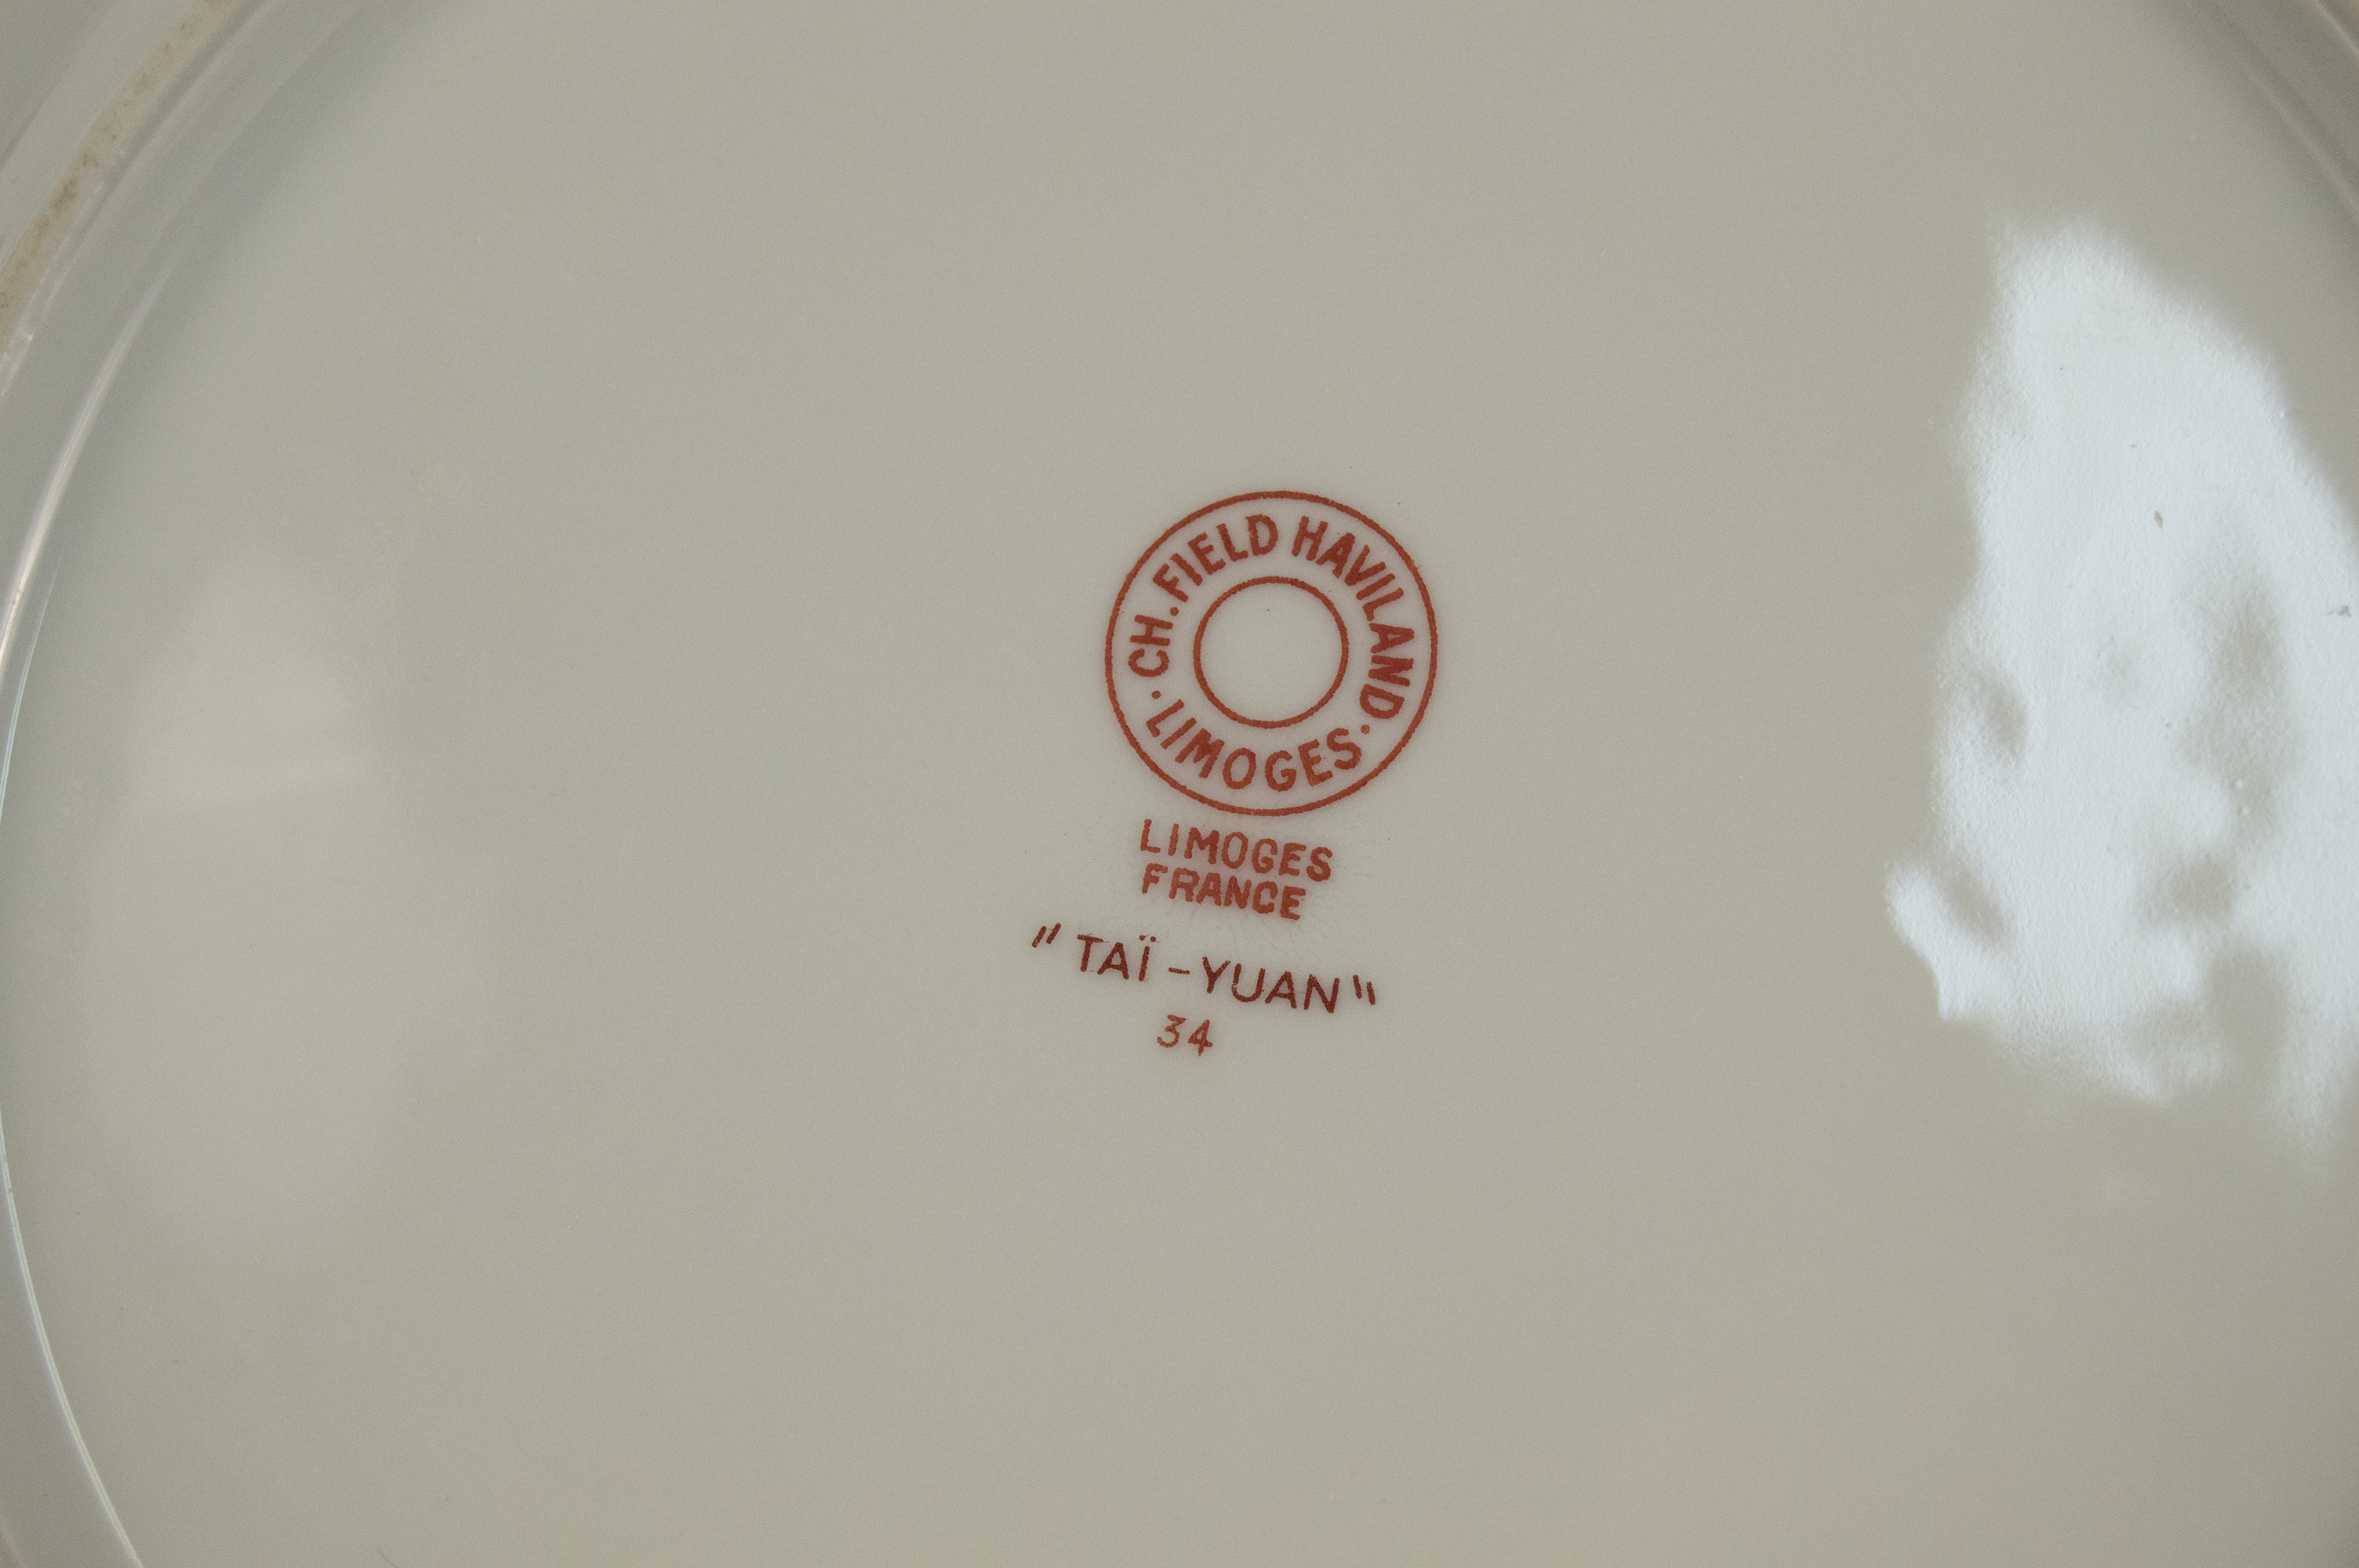 CH. FIELD HAVILAND
· LIMOGES ·
LIMOGES
FRANCE
"TAÏ-YUAN"
34